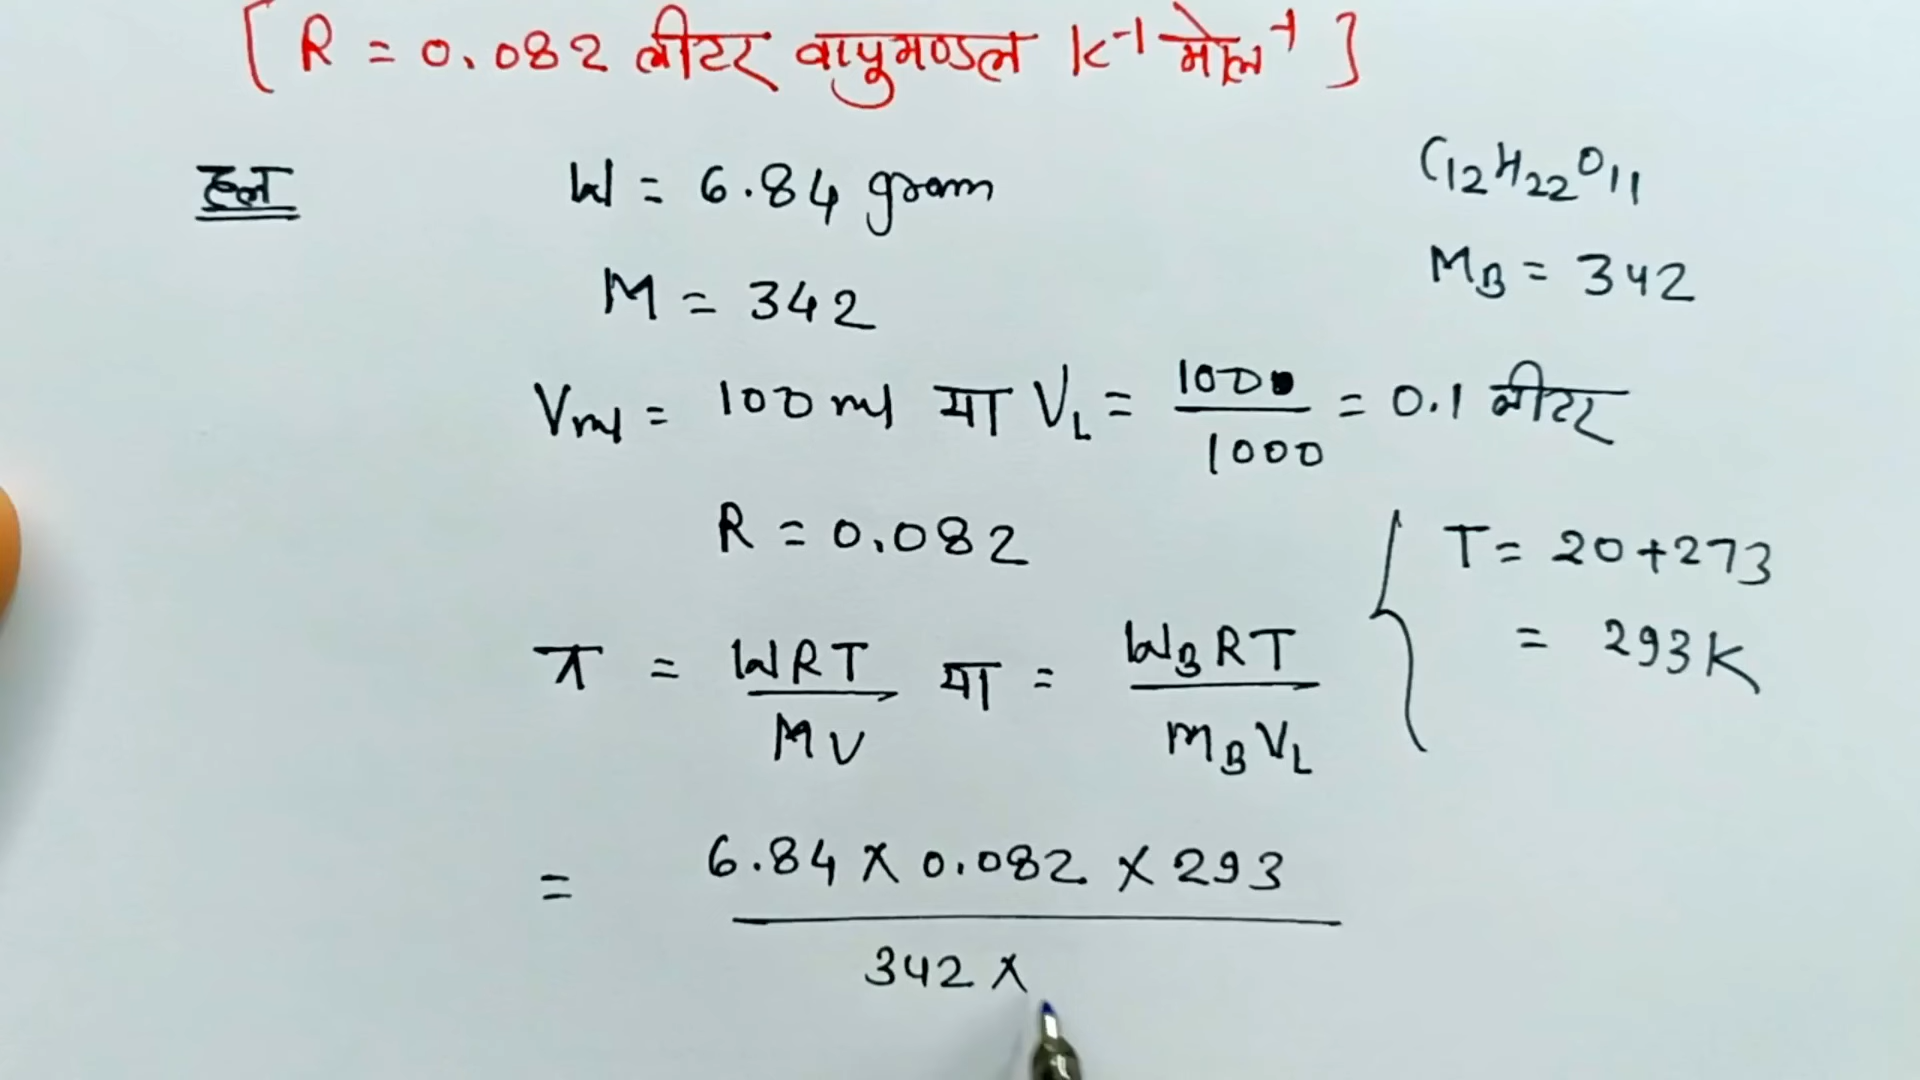 [ R = 0.082 लीटर वायुमण्डल K⁻¹ मोल⁻¹ ]
हल
W = 6.84 gram
C₁₂H₂₂O₁₁
M = 342
M_B = 342
V_ml = 100 ml या V_L = 100/1000 = 0.1 लीटर
R = 0.082
T = 20+273
= 293 K
π = WRT/MV या = W_B RT/m_B V_L
= 6.84 x 0.082 x 293
342 x